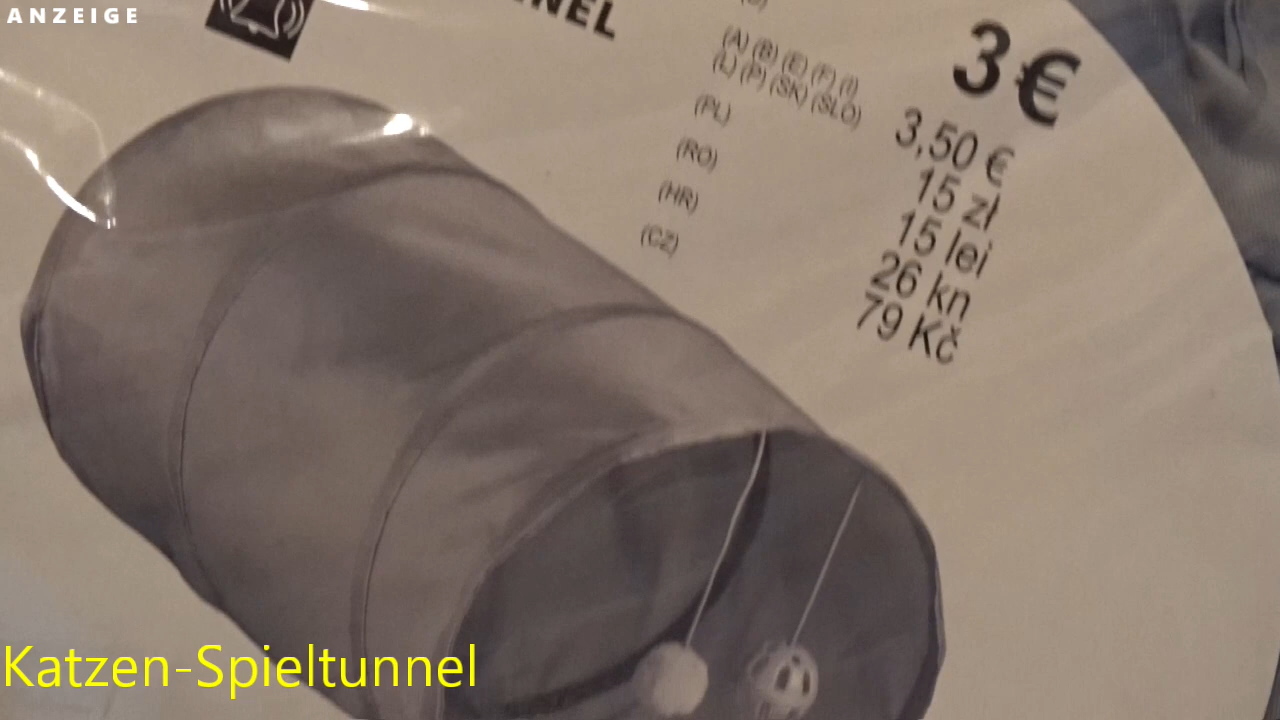 ANZEIGE
3 €
(A) (B) (E) (F) (I)
(L) (P) (SK) (SLO)
3,50 €
(PL)
15 zł
(RO)
15 lei
(HR)
26 kn
(CZ)
79 Kč
Katzen-Spieltunnel